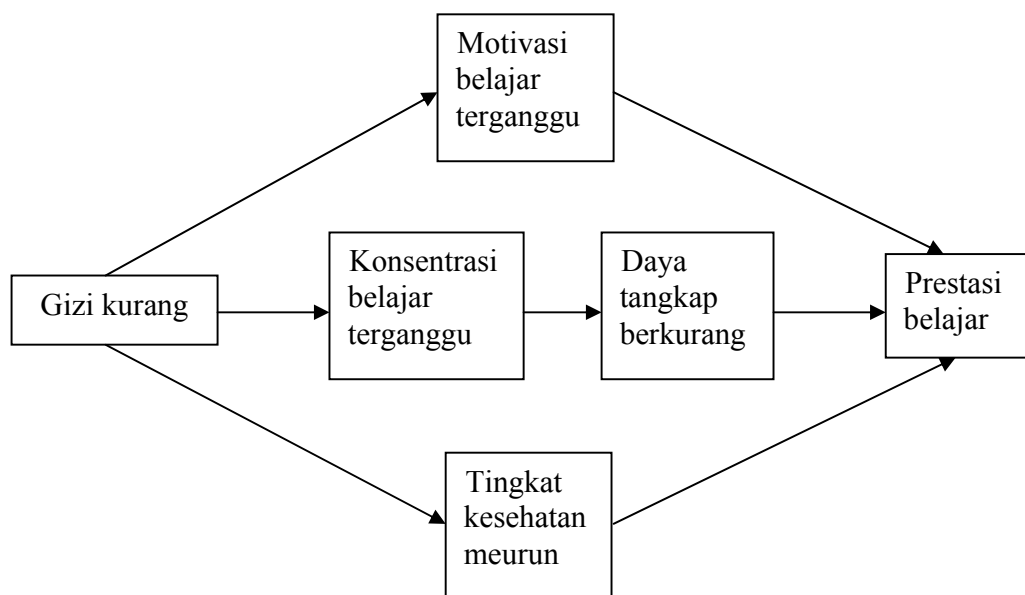 Motivasi
belajar
terganggu
Gizi kurang
Konsentrasi
belajar
terganggu
Daya
tangkap
berkurang
Prestasi
belajar
Tingkat
kesehatan
meurun